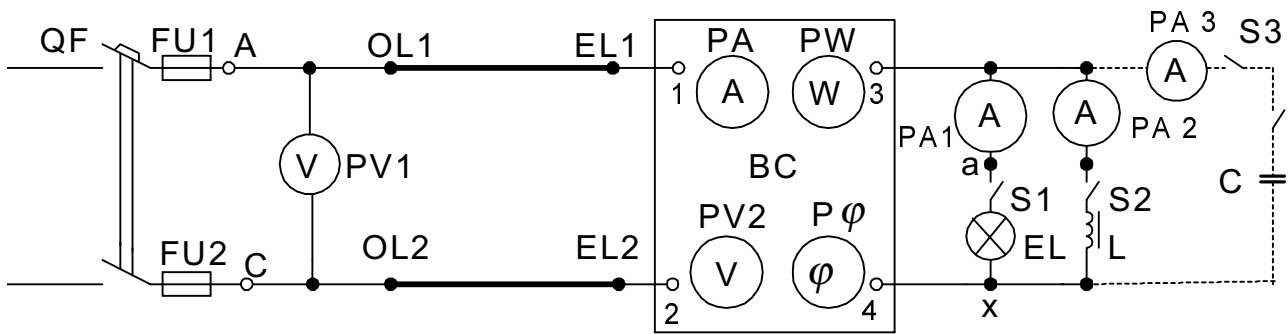 QF FU1 A OL1 EL1 PA PW PA 3 S3
A W A
1 3
V PV1 BC PA1 A A PA 2
a C
PV2 Pφ S1 S2
FU2 C OL2 EL2 V φ EL L
2 4 x